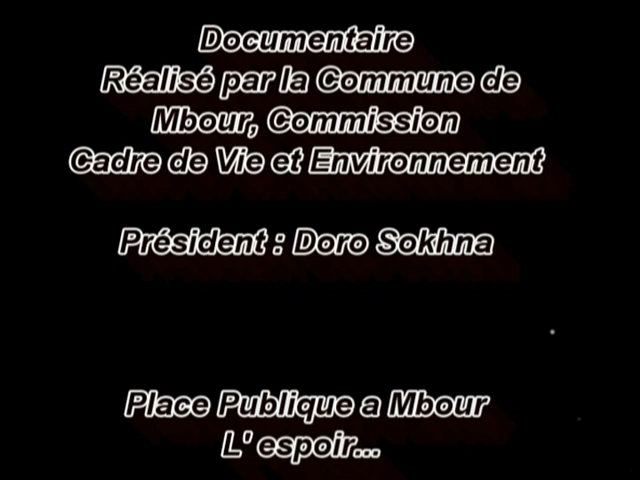 Documentaire
Réalisé par la Commune de
Mbour, Commission
Cadre de Vie et Environnement
Président : Doro Sokhna
Place Publique a Mbour
L' espoir...